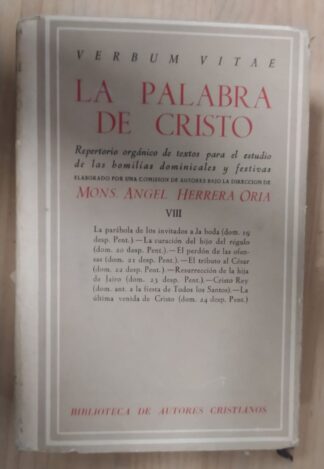 VERBUM VITAE
LA PALABRA
DE CRISTO
Repertorio orgánico de textos para el estudio
de las homilías dominicales y festivas
ELABORADO POR UNA COMISION DE AUTORES BAJO LA DIRECCION DE
MONS. ANGEL HERRERA ORIA
VIII
La parábola de los invitados a la boda (dom. 19
desp. Pent.).—La curación del hijo del régulo
(dom. 20 desp. Pent.).—El perdón de las ofen-
sas (dom. 21 desp. Pent.).—El tributo al César
(dom. 22 desp. Pent.).—Resurrección de la hija
de Jairo (dom. 23 desp. Pent.).—Cristo Rey
(dom. ant. a la fiesta de Todos los Santos).—La
última venida de Cristo (dom. 24 desp. Pent.)
BIBLIOTECA DE AUTORES CRISTIANOS